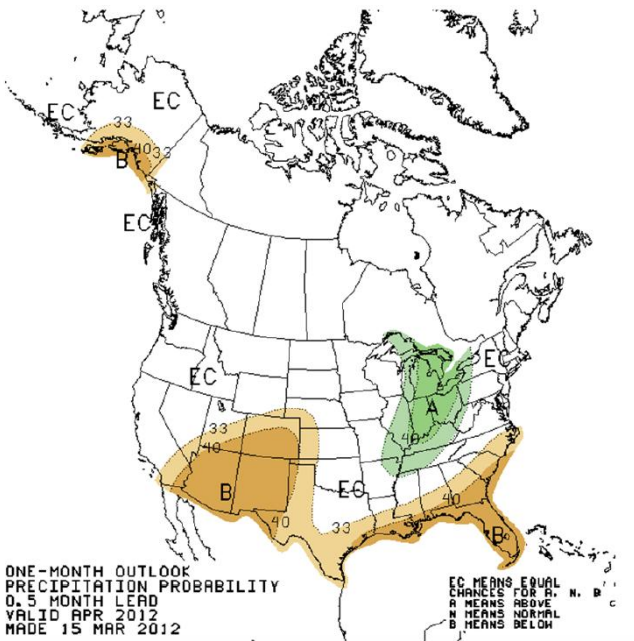 EC
EC
33
40
33
B
EC
EC
EC
A
40
33
40
B
EC
40
40
33
B
ONE-MONTH OUTLOOK
PRECIPITATION PROBABILITY
0.5 MONTH LEAD
VALID APR 2012
MADE 15 MAR 2012
EC MEANS EQUAL
CHANCES FOR A, N, B
A MEANS ABOVE
N MEANS NORMAL
B MEANS BELOW